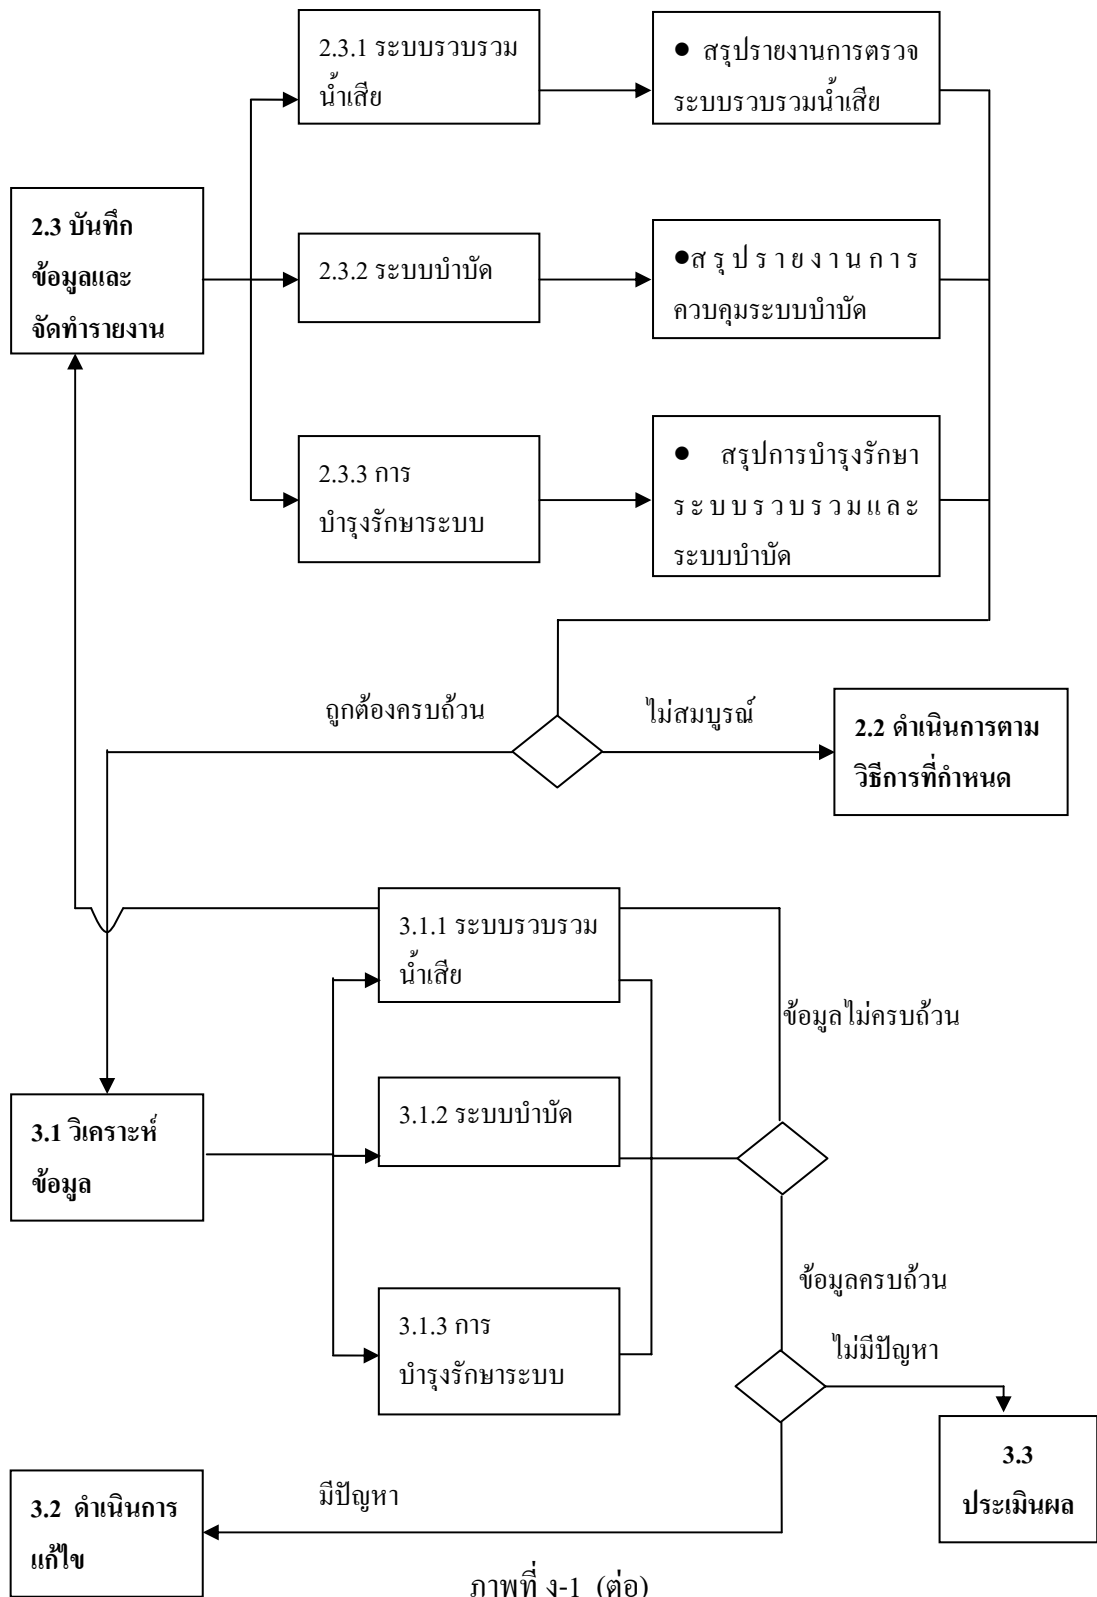 2.3.1 ระบบรวบรวม
น้ำเสีย
● สรุปรายงานการตรวจ
ระบบรวบรวมน้ำเสีย
2.3 บันทึก
ข้อมูลและ
จัดทำรายงาน
2.3.2 ระบบบำบัด
●สรุปรายงานการ
ควบคุมระบบบำบัด
2.3.3 การ
บำรุงรักษาระบบ
● สรุปการบำรุงรักษา
ระบบรวบรวมและ
ระบบบำบัด
ถูกต้องครบถ้วน
ไม่สมบูรณ์
2.2 ดำเนินการตาม
วิธีการที่กำหนด
3.1.1 ระบบรวบรวม
น้ำเสีย
ข้อมูลไม่ครบถ้วน
3.1 วิเคราะห์
ข้อมูล
3.1.2 ระบบบำบัด
ข้อมูลครบถ้วน
3.1.3 การ
บำรุงรักษาระบบ
ไม่มีปัญหา
3.3
ประเมินผล
มีปัญหา
3.2 ดำเนินการ
แก้ไข
ภาพที่ ง-1 (ต่อ)